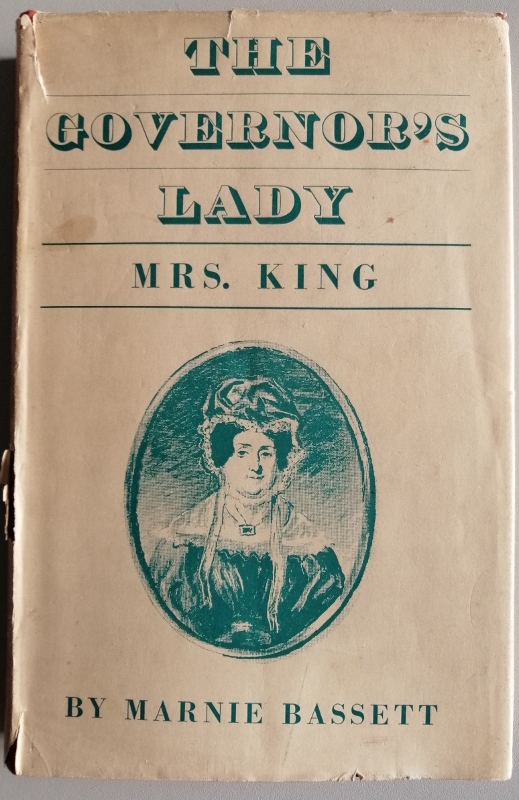 THE
GOVERNOR'S
LADY
MRS. KING
BY MARNIE BASSETT